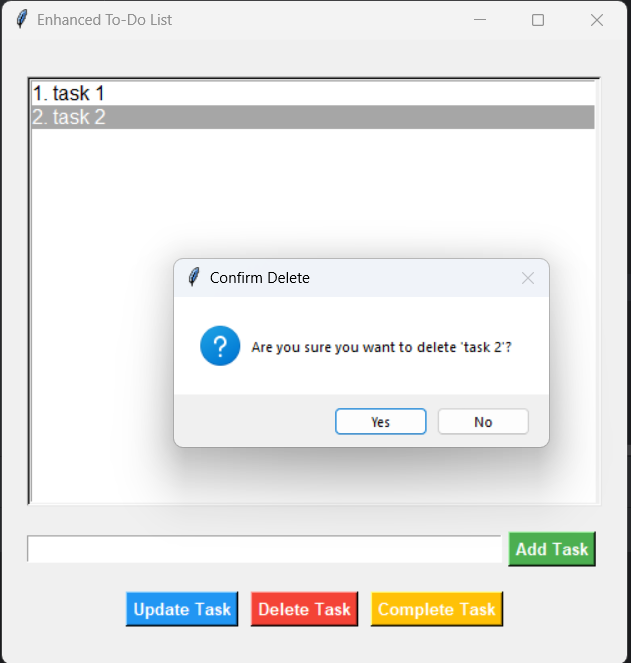 Enhanced To-Do List
1. task 1
2. task 2
Confirm Delete
Are you sure you want to delete 'task 2'?
Yes No
Add Task
Update Task Delete Task Complete Task